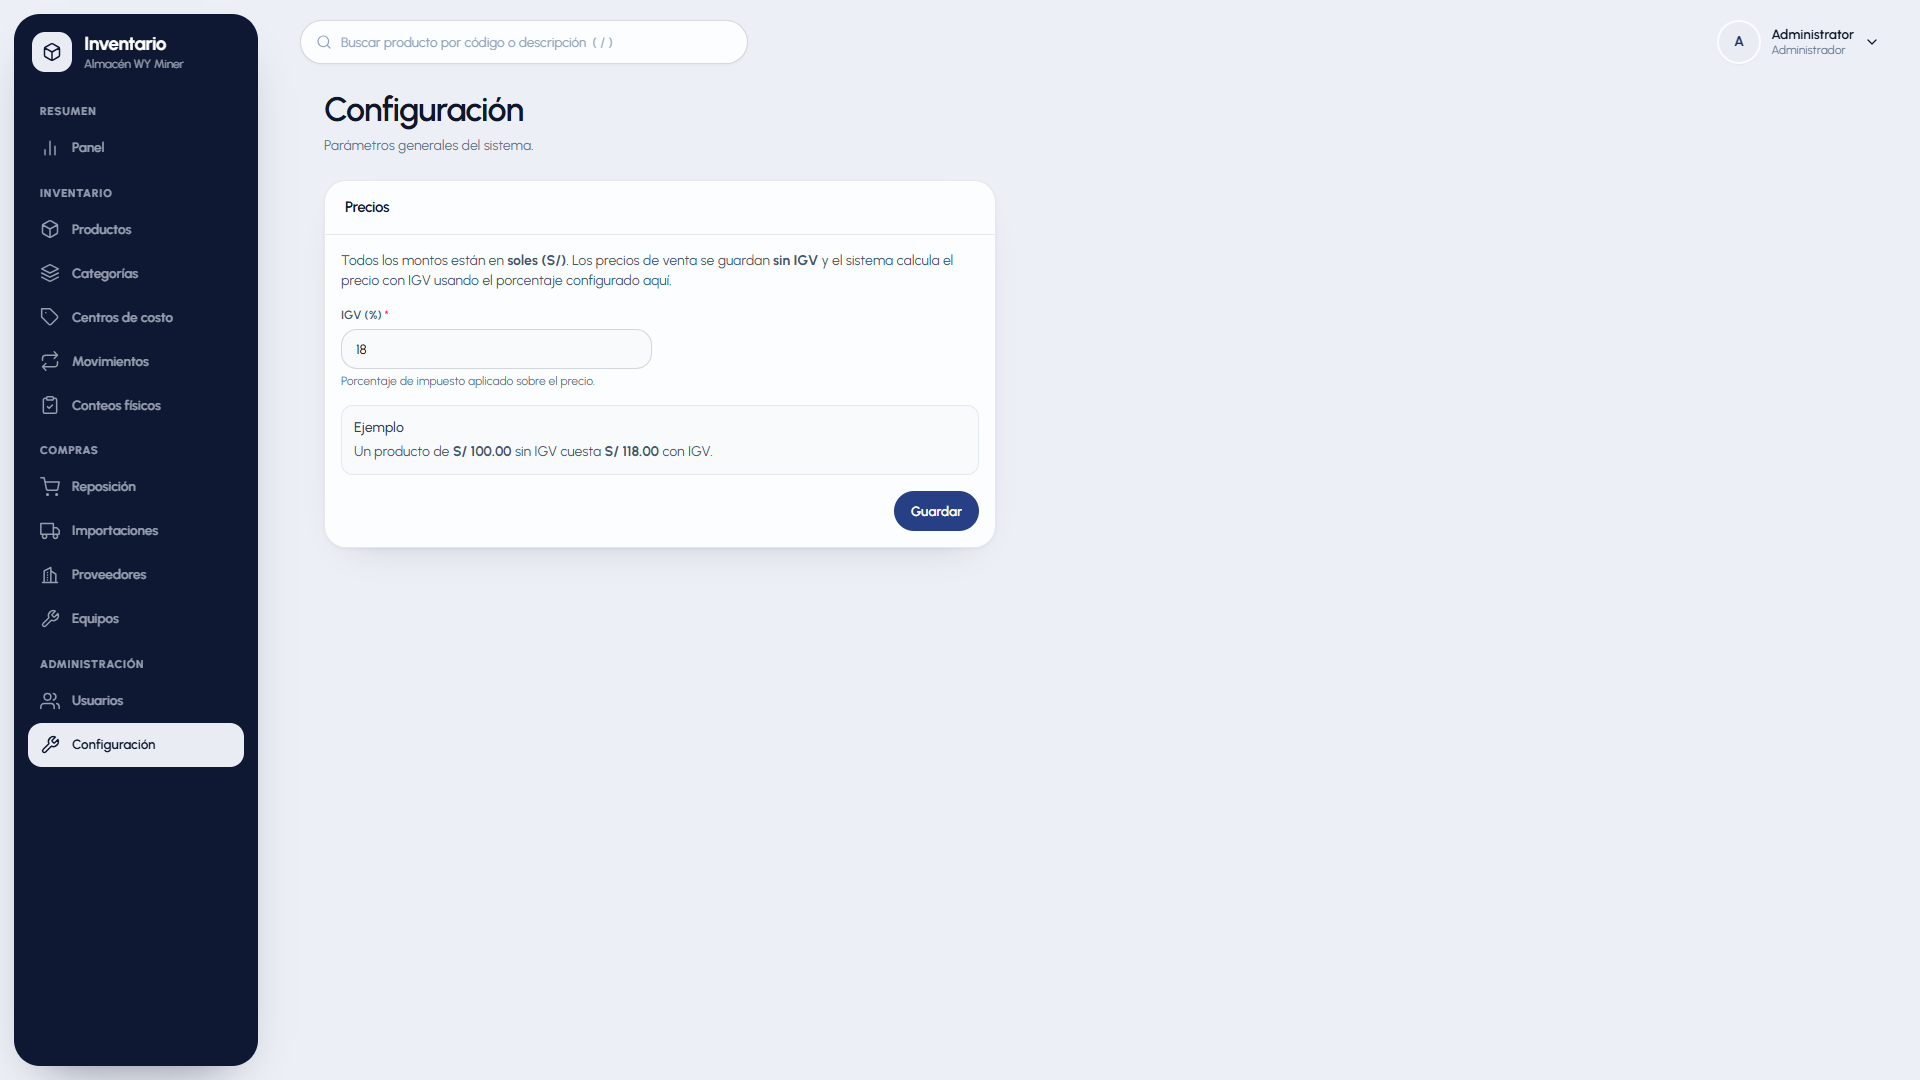 Inventario
Almacén WY Miner
RESUMEN
Panel
INVENTARIO
Productos
Categorías
Centros de costo
Movimientos
Conteos físicos
COMPRAS
Reposición
Importaciones
Proveedores
Equipos
ADMINISTRACIÓN
Usuarios
Configuración
Buscar producto por código o descripción ( / )
A
Administrator
Administrador
Configuración
Parámetros generales del sistema.
Precios
Todos los montos están en soles (S/). Los precios de venta se guardan sin IGV y el sistema calcula el
precio con IGV usando el porcentaje configurado aquí.
IGV (%) *
18
Porcentaje de impuesto aplicado sobre el precio.
Ejemplo
Un producto de S/ 100.00 sin IGV cuesta S/ 118.00 con IGV.
Guardar